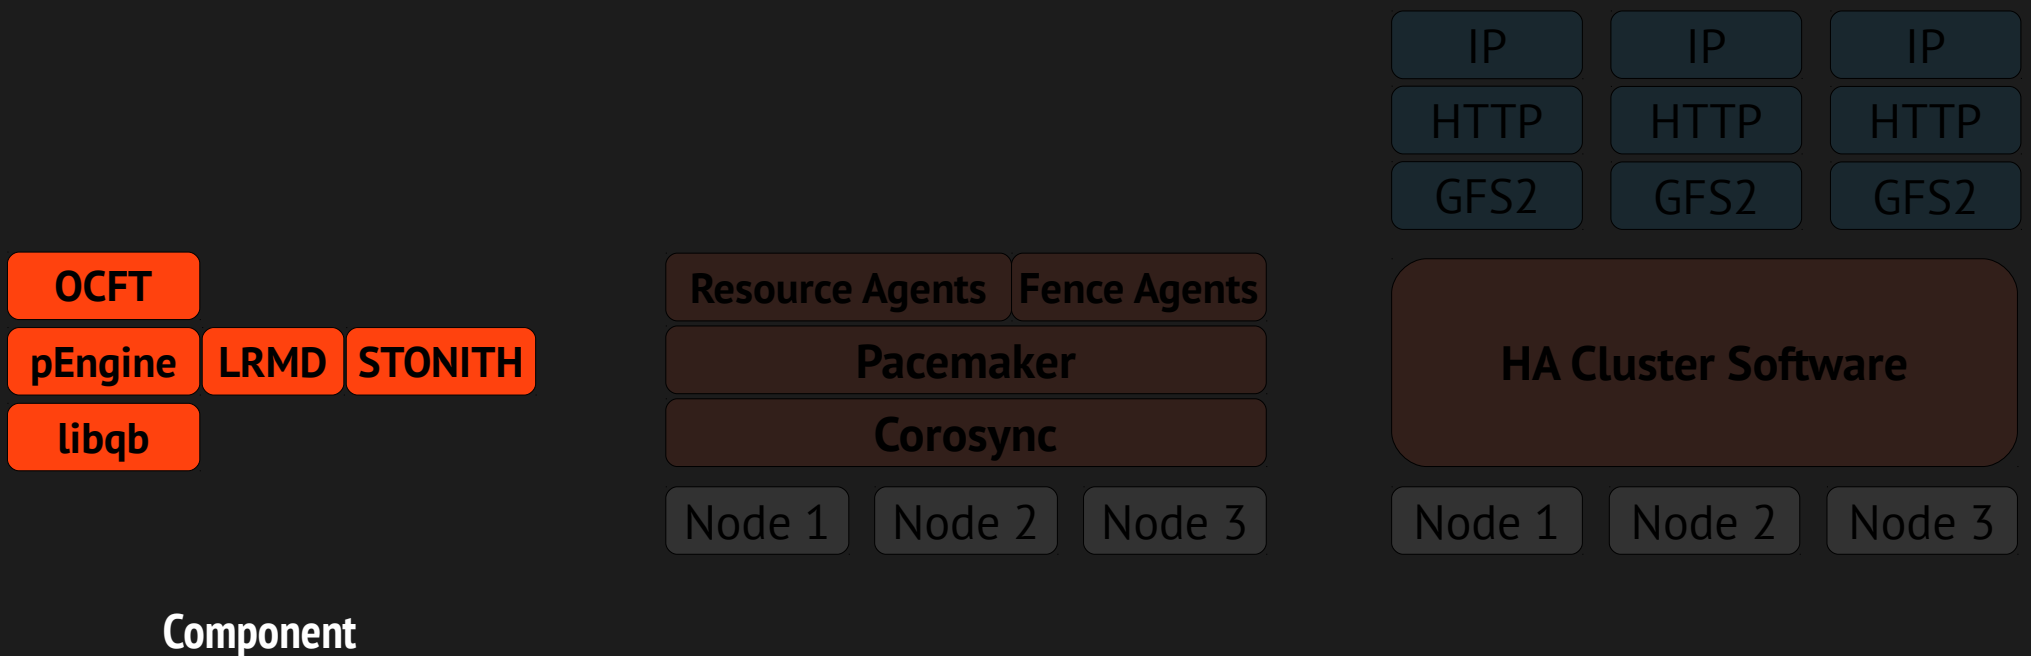 IP IP IP
HTTP HTTP HTTP
GFS2 GFS2 GFS2
OCFT Resource Agents Fence Agents
pEngine LRMD STONITH Pacemaker HA Cluster Software
libqb Corosync
Node 1 Node 2 Node 3 Node 1 Node 2 Node 3
Component